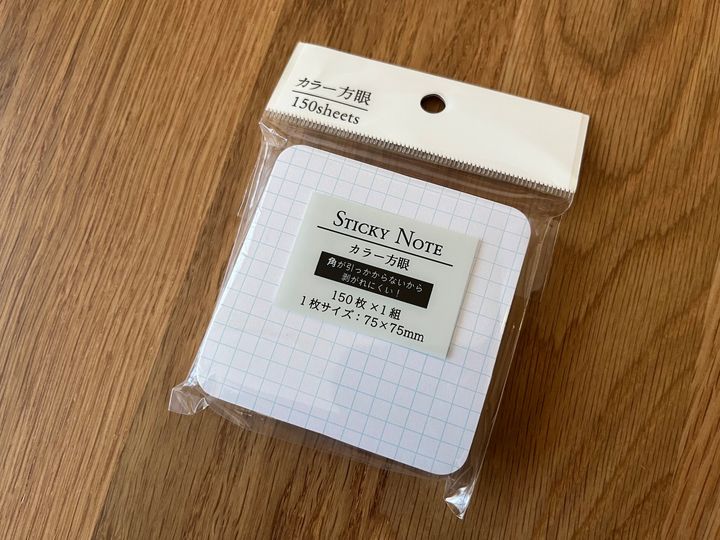 カラー方眼
150sheets
STICKY NOTE
カラー方眼
角が引っかからないから
剥がれにくい!
150枚×1組
1枚サイズ:75×75mm